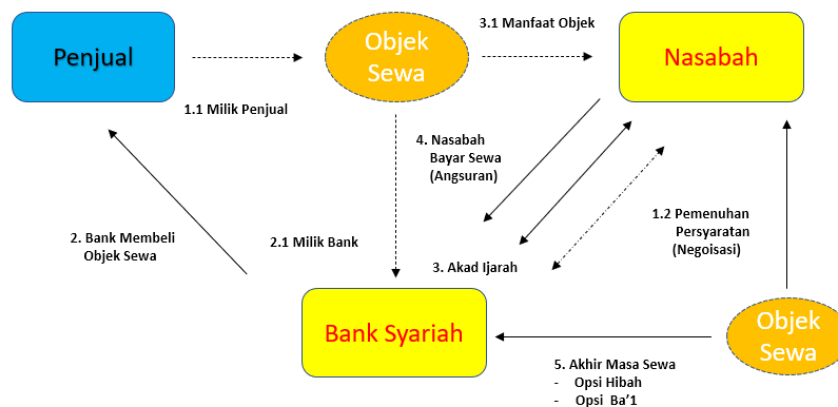 3.1 Manfaat Objek
Penjual
Objek
Sewa
Nasabah
1.1 Milik Penjual
4. Nasabah
Bayar Sewa
(Angsuran)
1.2 Pemenuhan
Persyaratan
(Negoisasi)
2. Bank Membeli
Objek Sewa
2.1 Milik Bank
3. Akad Ijarah
Bank Syariah
Objek
Sewa
5. Akhir Masa Sewa
- Opsi Hibah
- Opsi Ba'1